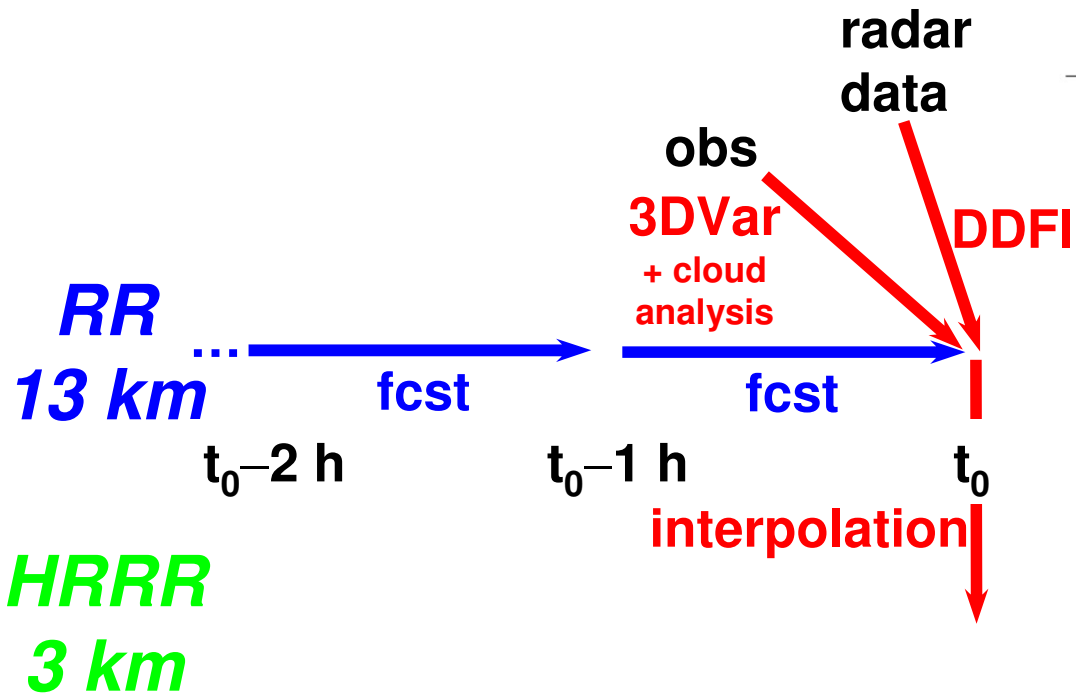 radar
data
obs
3DVar
+ cloud
analysis
DDFI
RR
13 km
...
fcst
fcst
t0–2 h
t0–1 h
t0
interpolation
HRRR
3 km